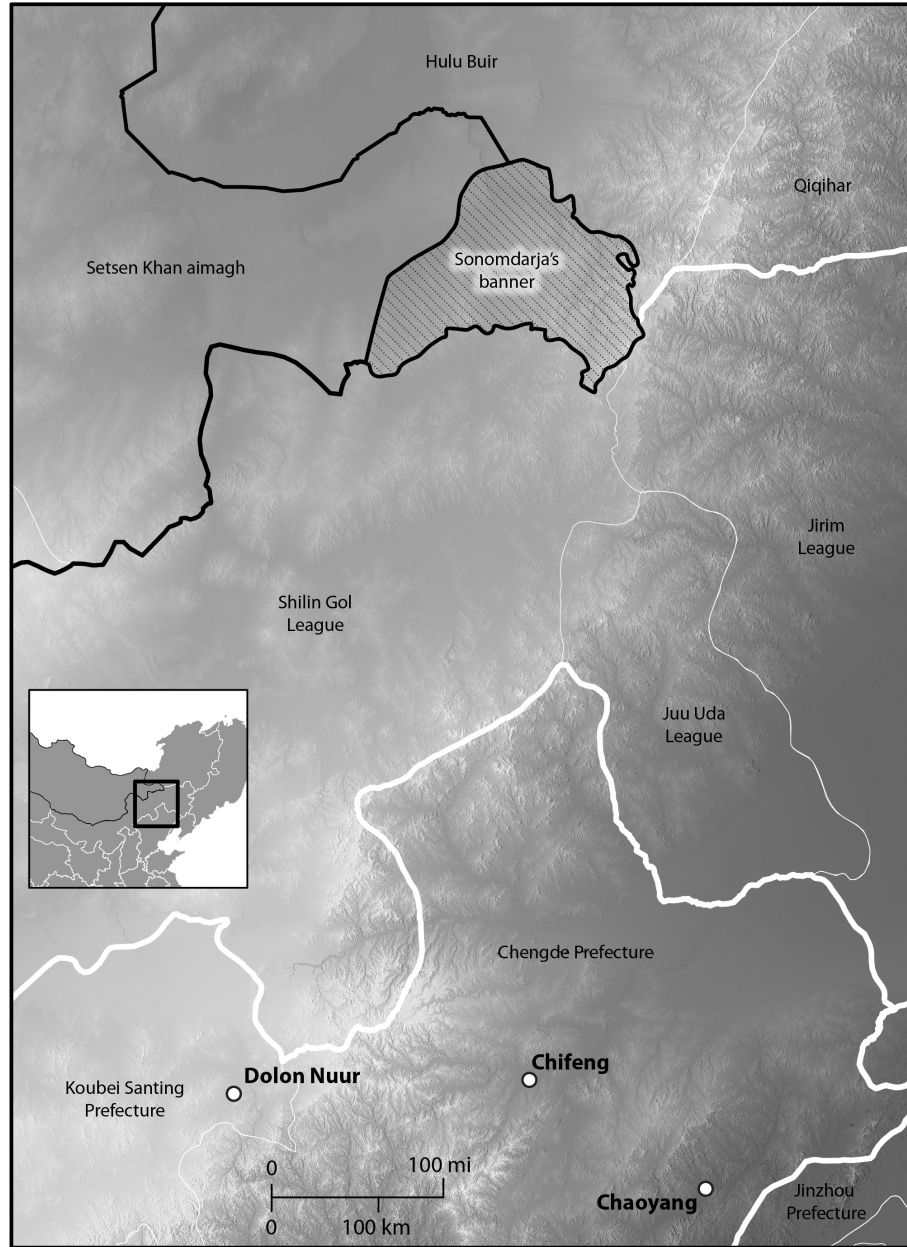 Hulu Buir
Qiqihar
Sonomdarja's
banner
Setsen Khan aimagh
Jirim
League
Shilin Gol
League
Juu Uda
League
Chengde Prefecture
Chifeng
Dolon Nuur
Koubei Santing
Prefecture
0
100 mi
0
100 km
Chaoyang
Jinzhou
Prefecture